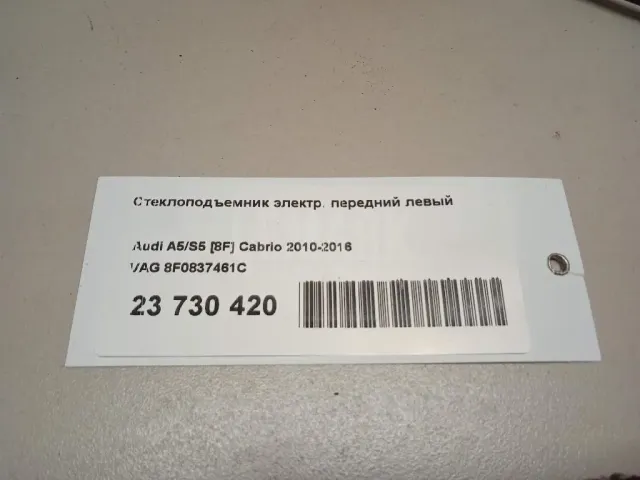 Стеклоподъемник электр. передний левый
Audi A5/S5 [8F] Cabrio 2010-2016
VAG 8F0837461C
23 730 420